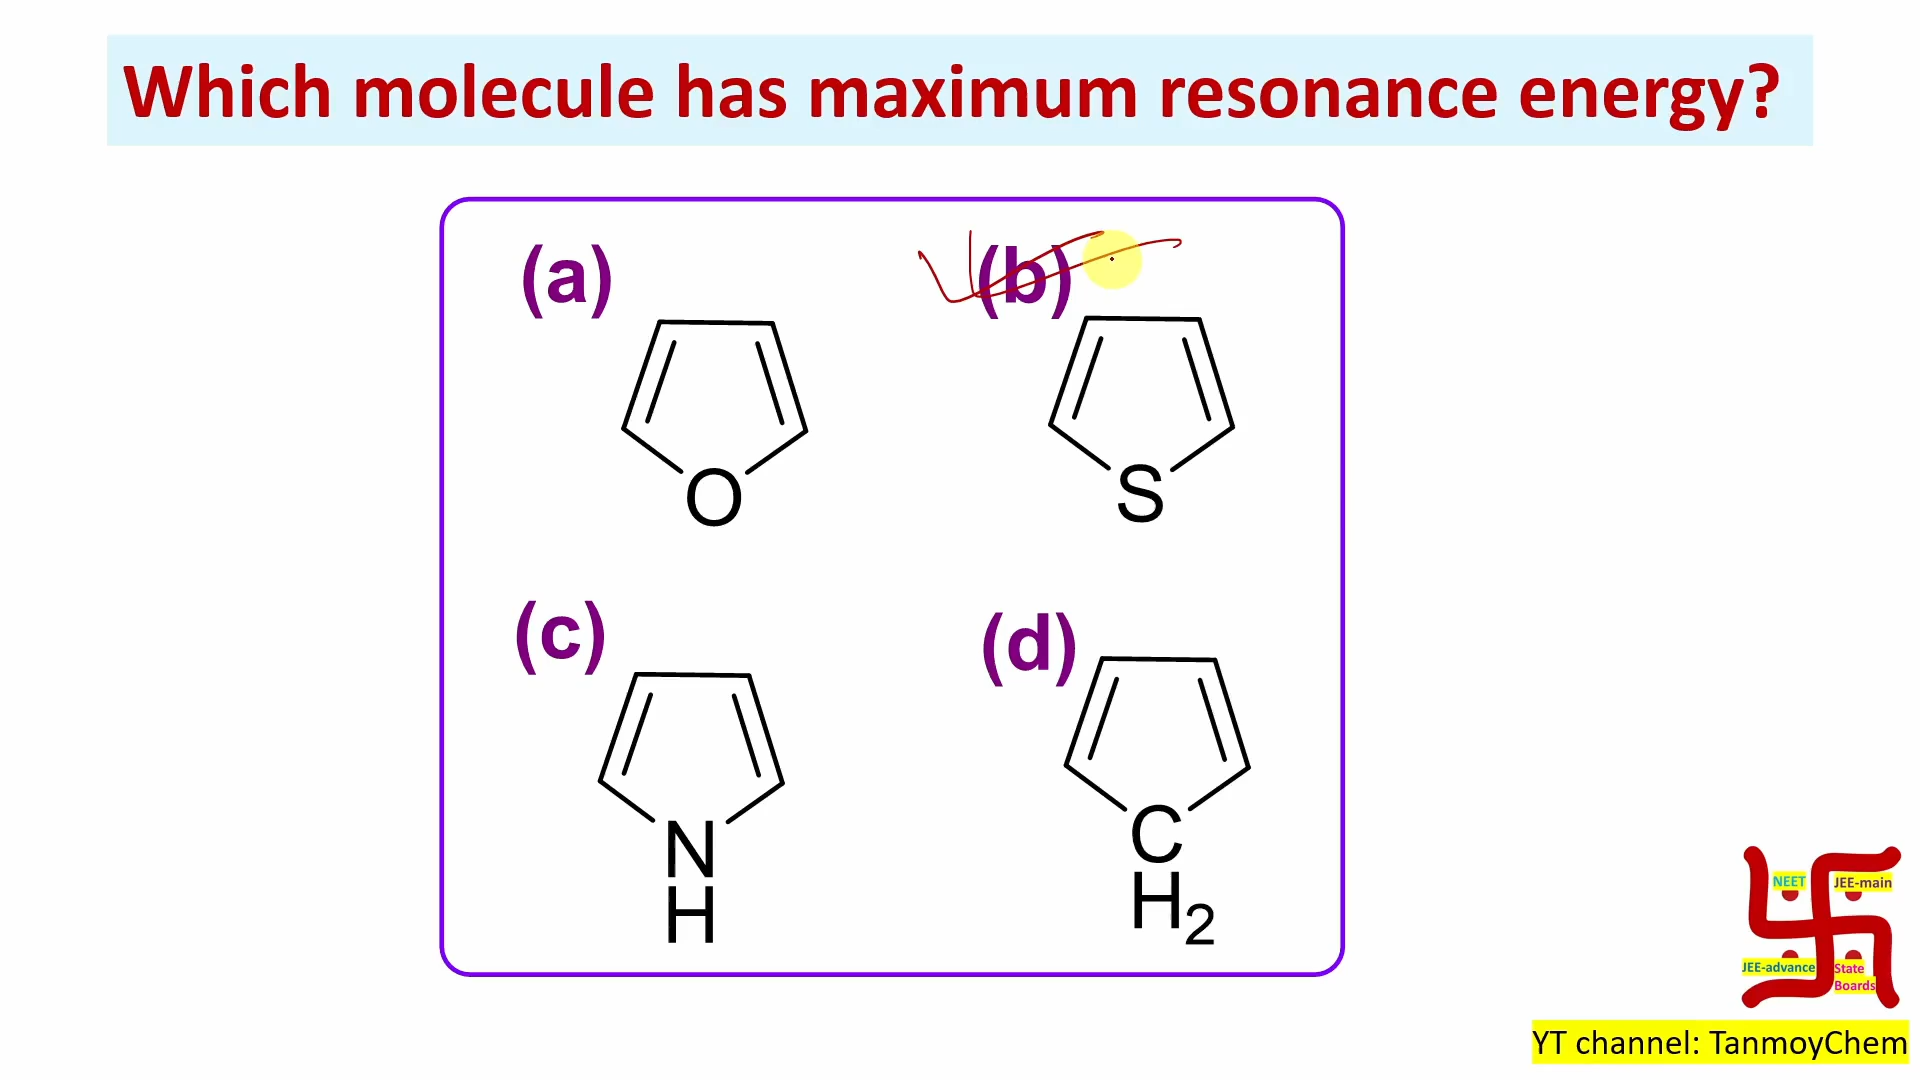 Which molecule has maximum resonance energy?
(a)
(b)
O
S
(c)
(d)
N
H
C
H2
NEET
JEE-main
JEE-advance
State
Boards
YT channel: TanmoyChem